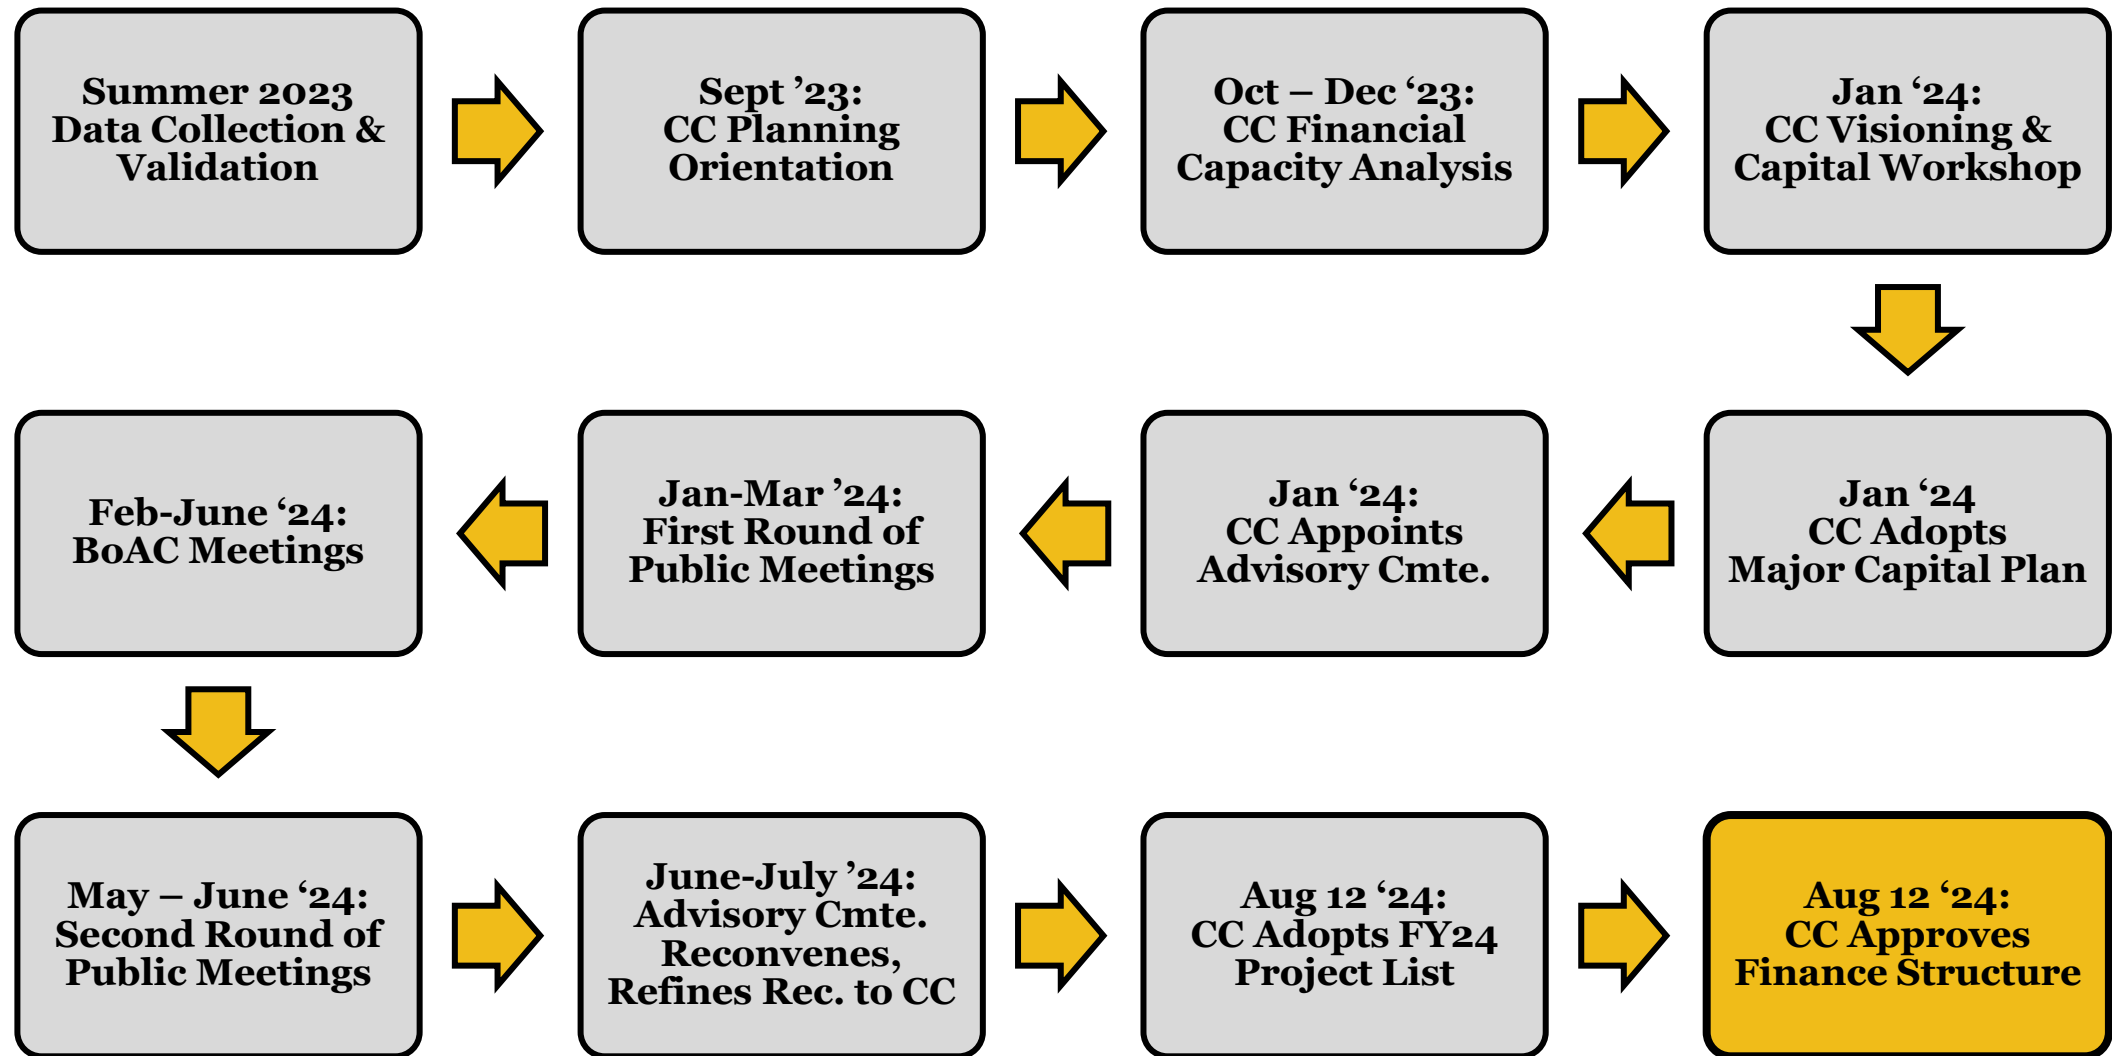 Summer 2023
Data Collection &
Validation
Sept ’23:
CC Planning
Orientation
Oct – Dec ‘23:
CC Financial
Capacity Analysis
Jan ‘24:
CC Visioning &
Capital Workshop
Jan ‘24
CC Adopts
Major Capital Plan
Jan ‘24:
CC Appoints
Advisory Cmte.
Jan-Mar ’24:
First Round of
Public Meetings
Feb-June ‘24:
BoAC Meetings
May – June ‘24:
Second Round of
Public Meetings
June-July ’24:
Advisory Cmte.
Reconvenes,
Refines Rec. to CC
Aug 12 ‘24:
CC Adopts FY24
Project List
Aug 12 ‘24:
CC Approves
Finance Structure